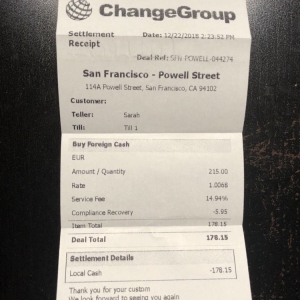 ChangeGroup
Settlement Date: 12/22/2018 2:23:52 PM
Receipt
Deal Ref: SFN-POWELL-044274
San Francisco - Powell Street
114A Powell Street, San Francisco, CA 94102
Customer:
Teller: Sarah
Till: Till 1
Buy Foreign Cash
EUR
Amount / Quantity 215.00
Rate 1.0068
Service Fee 14.94%
Compliance Recovery -5.95
Item Total 178.15
Deal Total 178.15
Settlement Details
Local Cash -178.15
Thank you for your custom
We look forward to seeing you again